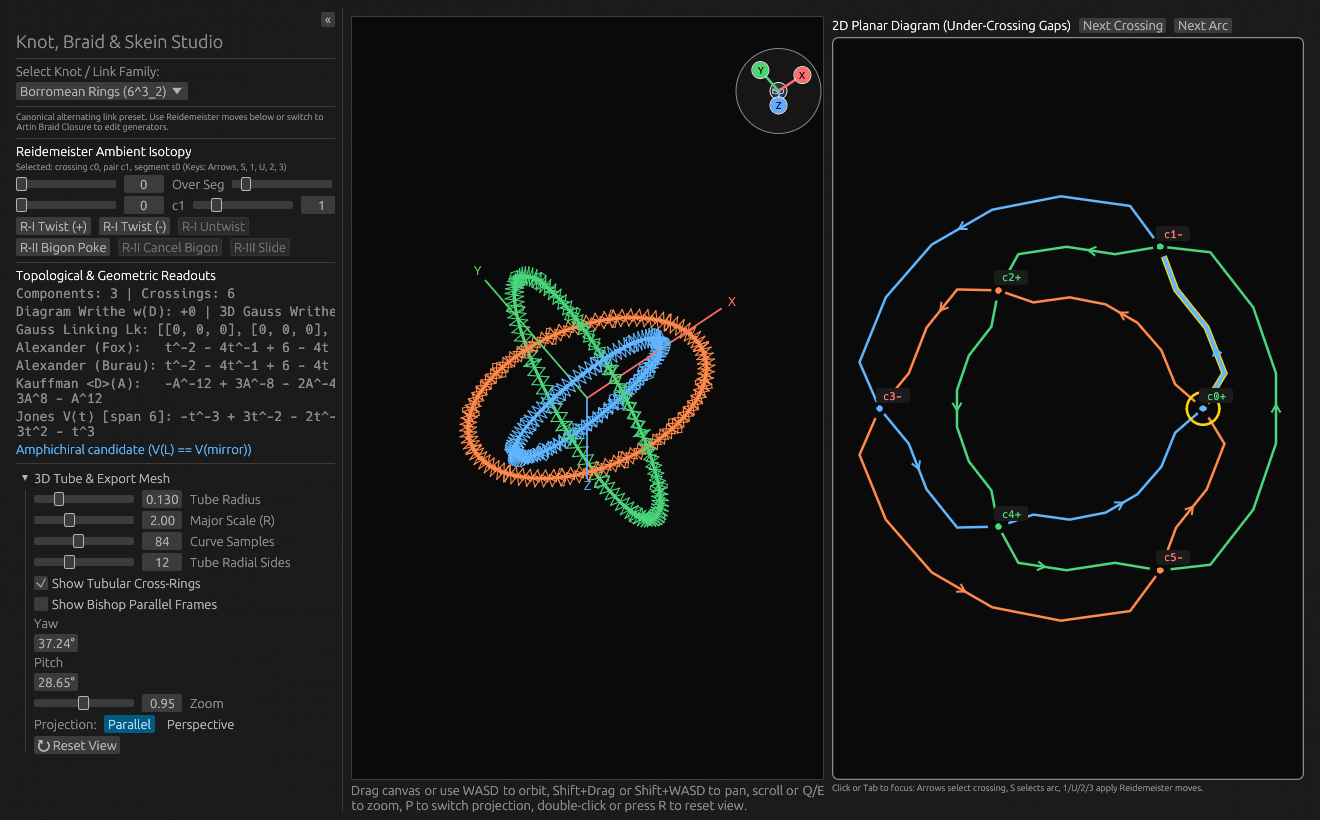 «
Knot, Braid & Skein Studio
Select Knot / Link Family:
Borromean Rings (6^3_2)
Canonical alternating link preset. Use Reidemeister moves below or switch to
Artin Braid Closure to edit generators.
Reidemeister Ambient Isotopy
Selected: crossing c0, pair c1, segment s0 (Keys: Arrows, S, 1, U, 2, 3)
0 Over Seg
0 c1 1
R-I Twist (+) R-I Twist (-) R-I Untwist
R-II Bigon Poke R-II Cancel Bigon R-III Slide
Topological & Geometric Readouts
Components: 3 | Crossings: 6
Diagram Writhe w(D): +0 | 3D Gauss Writhe
Gauss Linking Lk: [[0, 0, 0], [0, 0, 0],
Alexander (Fox): t^-2 - 4t^-1 + 6 - 4t
Alexander (Burau): t^-2 - 4t^-1 + 6 - 4t
Kauffman <D>(A): -A^-12 + 3A^-8 - 2A^-4
3A^8 - A^12
Jones V(t) [span 6]: -t^-3 + 3t^-2 - 2t^-
3t^2 - t^3
Amphichiral candidate (V(L) == V(mirror))
3D Tube & Export Mesh
0.130 Tube Radius
2.00 Major Scale (R)
84 Curve Samples
12 Tube Radial Sides
Show Tubular Cross-Rings
Show Bishop Parallel Frames
Yaw
37.24°
Pitch
28.65°
0.95 Zoom
Projection: Parallel Perspective
Reset View
Y
X
Z
Y
X
Z
Drag canvas or use WASD to orbit, Shift+Drag or Shift+WASD to pan, scroll or Q/E
to zoom, P to switch projection, double-click or press R to reset view.
2D Planar Diagram (Under-Crossing Gaps) Next Crossing Next Arc
c1-
c2+
c3-
c0+
c4+
c5-
Click or Tab to focus: Arrows select crossing, S selects arc, 1/U/2/3 apply Reidemeister moves.